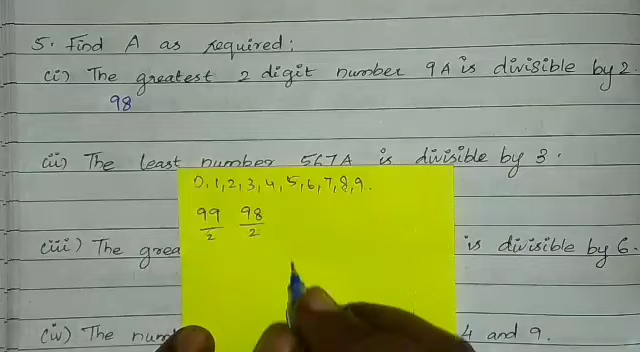 5. Find A as required:
(i) The greatest 2 digit number 9A is divisible by 2.
98
(ii) The least number 567A is divisible by 3.
0, 1, 2, 3, 4, 5, 6, 7, 8, 9.
99/2 98/2
(iii) The grea is divisible by 6.
(iv) The num 4 and 9.